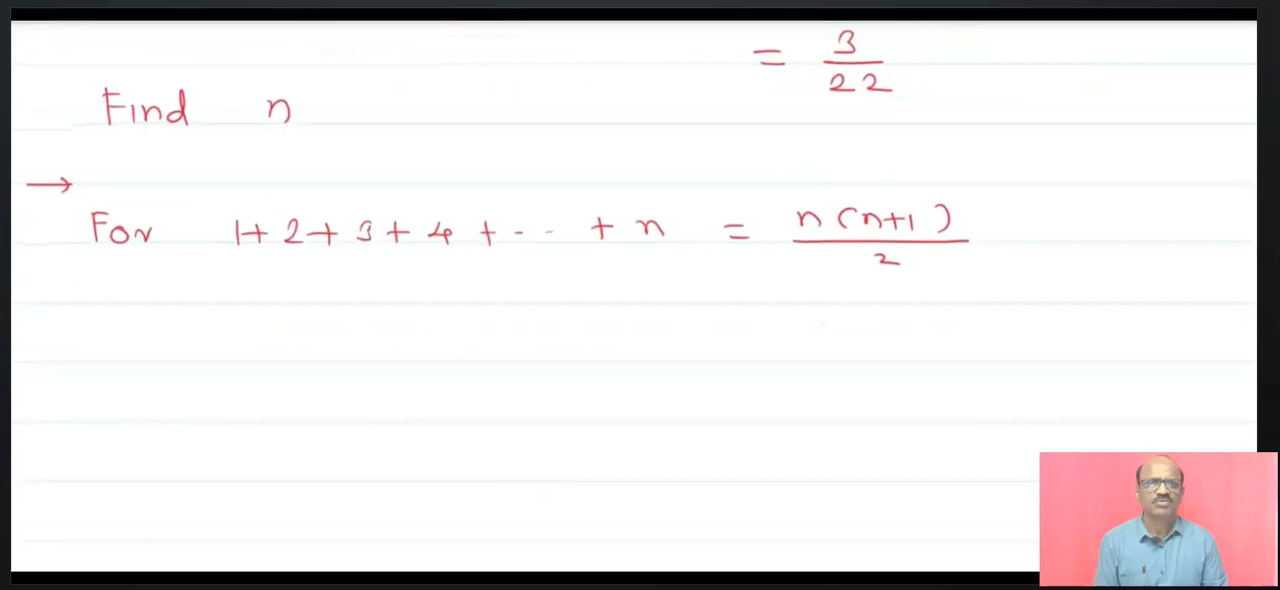 = 3/22
Find n
→
For 1+2+3+4+-- +n = n(n+1)/2